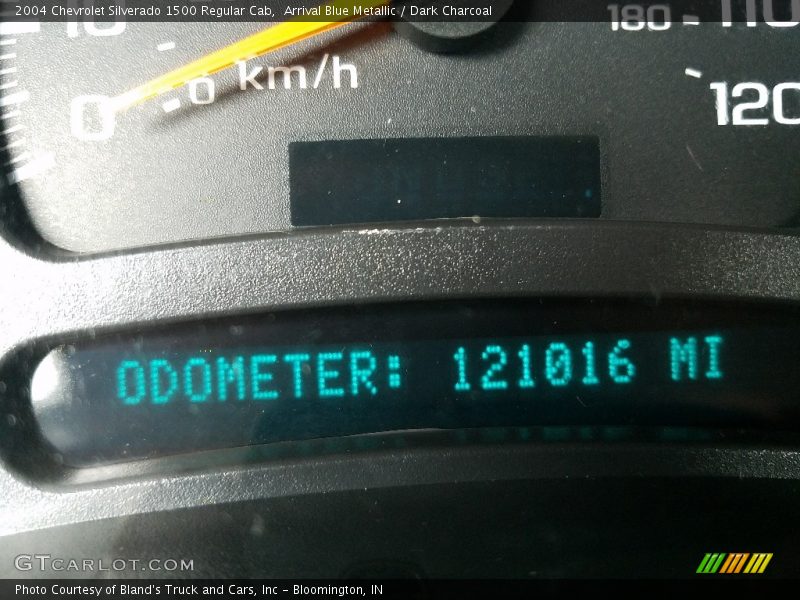 2004 Chevrolet Silverado 1500 Regular Cab, Arrival Blue Metallic / Dark Charcoal
0
0 km/h
180
120
ODOMETER: 121016 MI
GTCARLOT.COM
Photo Courtesy of Bland's Truck and Cars, Inc - Bloomington, IN